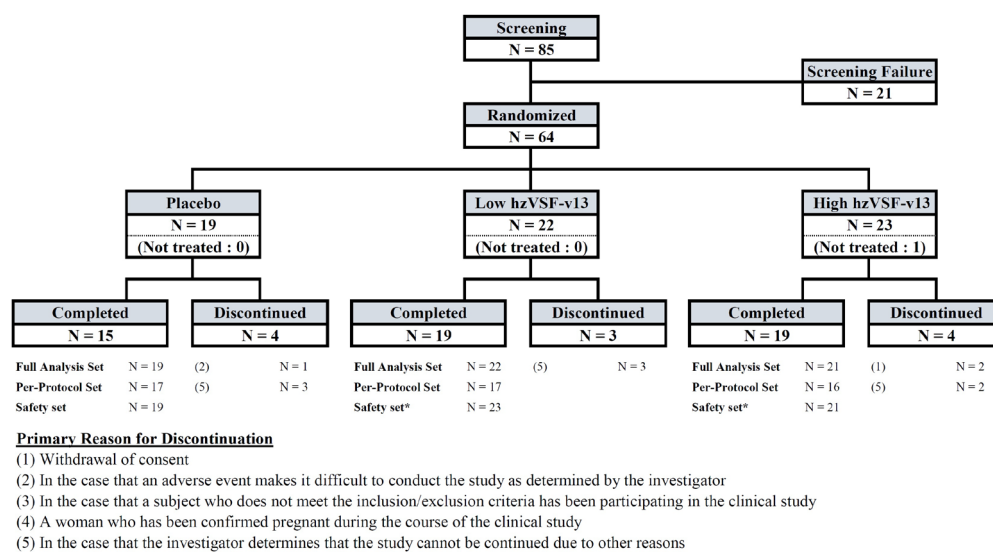 Screening
N = 85
Screening Failure
N = 21
Randomized
N = 64
Placebo
N = 19
(Not treated : 0)
Low hzVSF-v13
N = 22
(Not treated : 0)
High hzVSF-v13
N = 23
(Not treated : 1)
Completed
N = 15
Discontinued
N = 4
Completed
N = 19
Discontinued
N = 3
Completed
N = 19
Discontinued
N = 4
Full Analysis Set N = 19 (2) N = 1
Per-Protocol Set N = 17 (5) N = 3
Safety set N = 19
Full Analysis Set N = 22 (5) N = 3
Per-Protocol Set N = 17
Safety set* N = 23
Full Analysis Set N = 21 (1) N = 2
Per-Protocol Set N = 16 (5) N = 2
Safety set* N = 21
Primary Reason for Discontinuation
(1) Withdrawal of consent
(2) In the case that an adverse event makes it difficult to conduct the study as determined by the investigator
(3) In the case that a subject who does not meet the inclusion/exclusion criteria has been participating in the clinical study
(4) A woman who has been confirmed pregnant during the course of the clinical study
(5) In the case that the investigator determines that the study cannot be continued due to other reasons